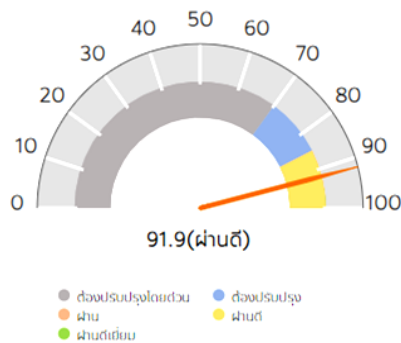 50
40
60
30
70
20
80
10
90
0
100
91.9(ผ่านดี)
ต้องปรับปรุงโดยด่วน
ต้องปรับปรุง
ผ่าน
ผ่านดี
ผ่านดีเยี่ยม